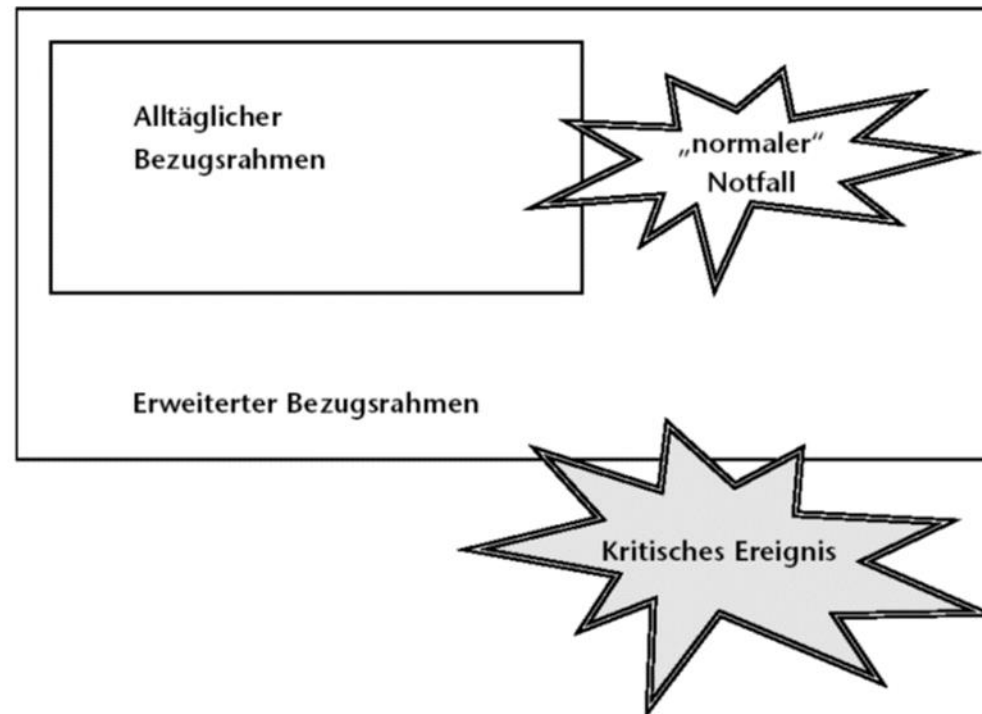 Alltäglicher
Bezugsrahmen
„normaler“
Notfall
Erweiterter Bezugsrahmen
Kritisches Ereignis